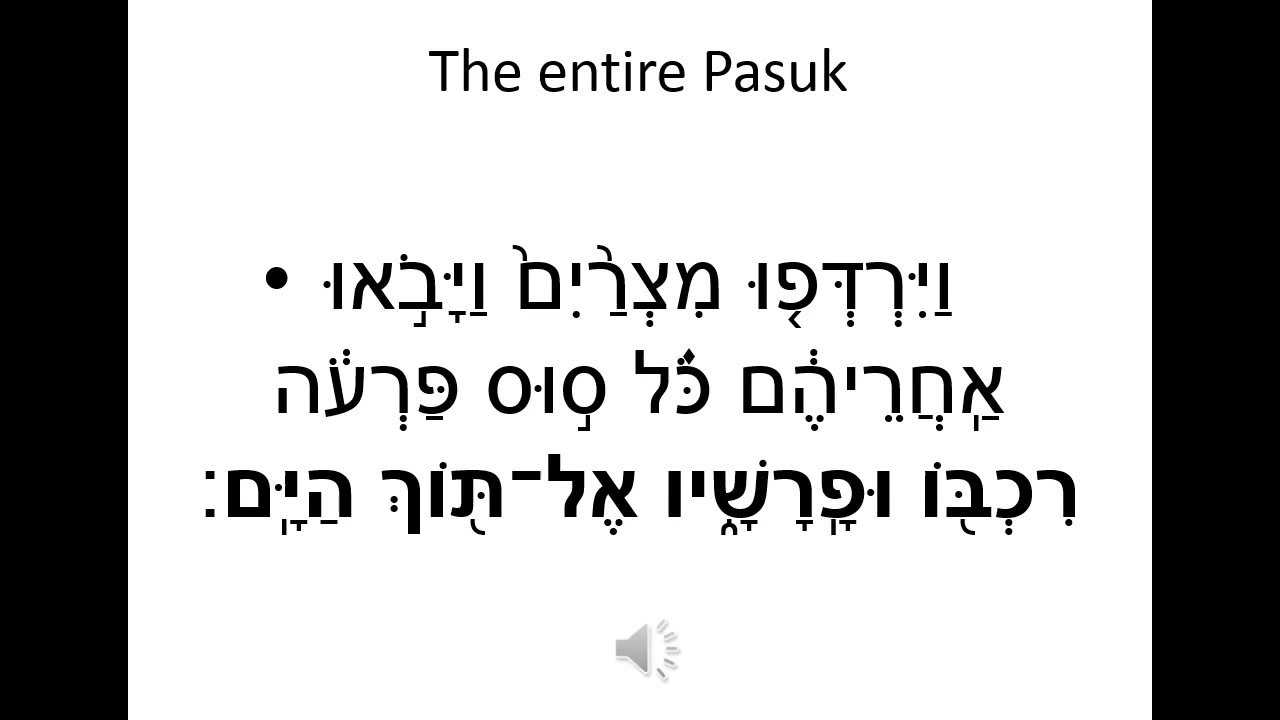 The entire Pasuk
• וַיִּרְדְּפ֤וּ מִצְרַ֙יִם֙ וַיָּבֹ֣אוּ
אַֽחֲרֵיהֶ֔ם כֹּ֚ל ס֣וּס פַּרְעֹ֔ה
רִכְבּ֖וֹ וּפָֽרָשָׁ֑יו אֶל־תּ֖וֹךְ הַיָּֽם׃